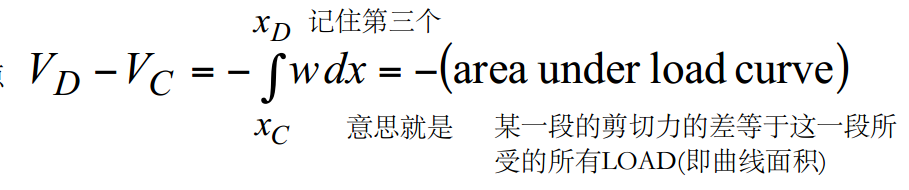 x_D 记住第三个
V_D − V_C = − ∫ w dx = −(area under load curve)
x_C 意思就是 某一段的剪切力的差等于这一段所
受的所有LOAD(即曲线面积)